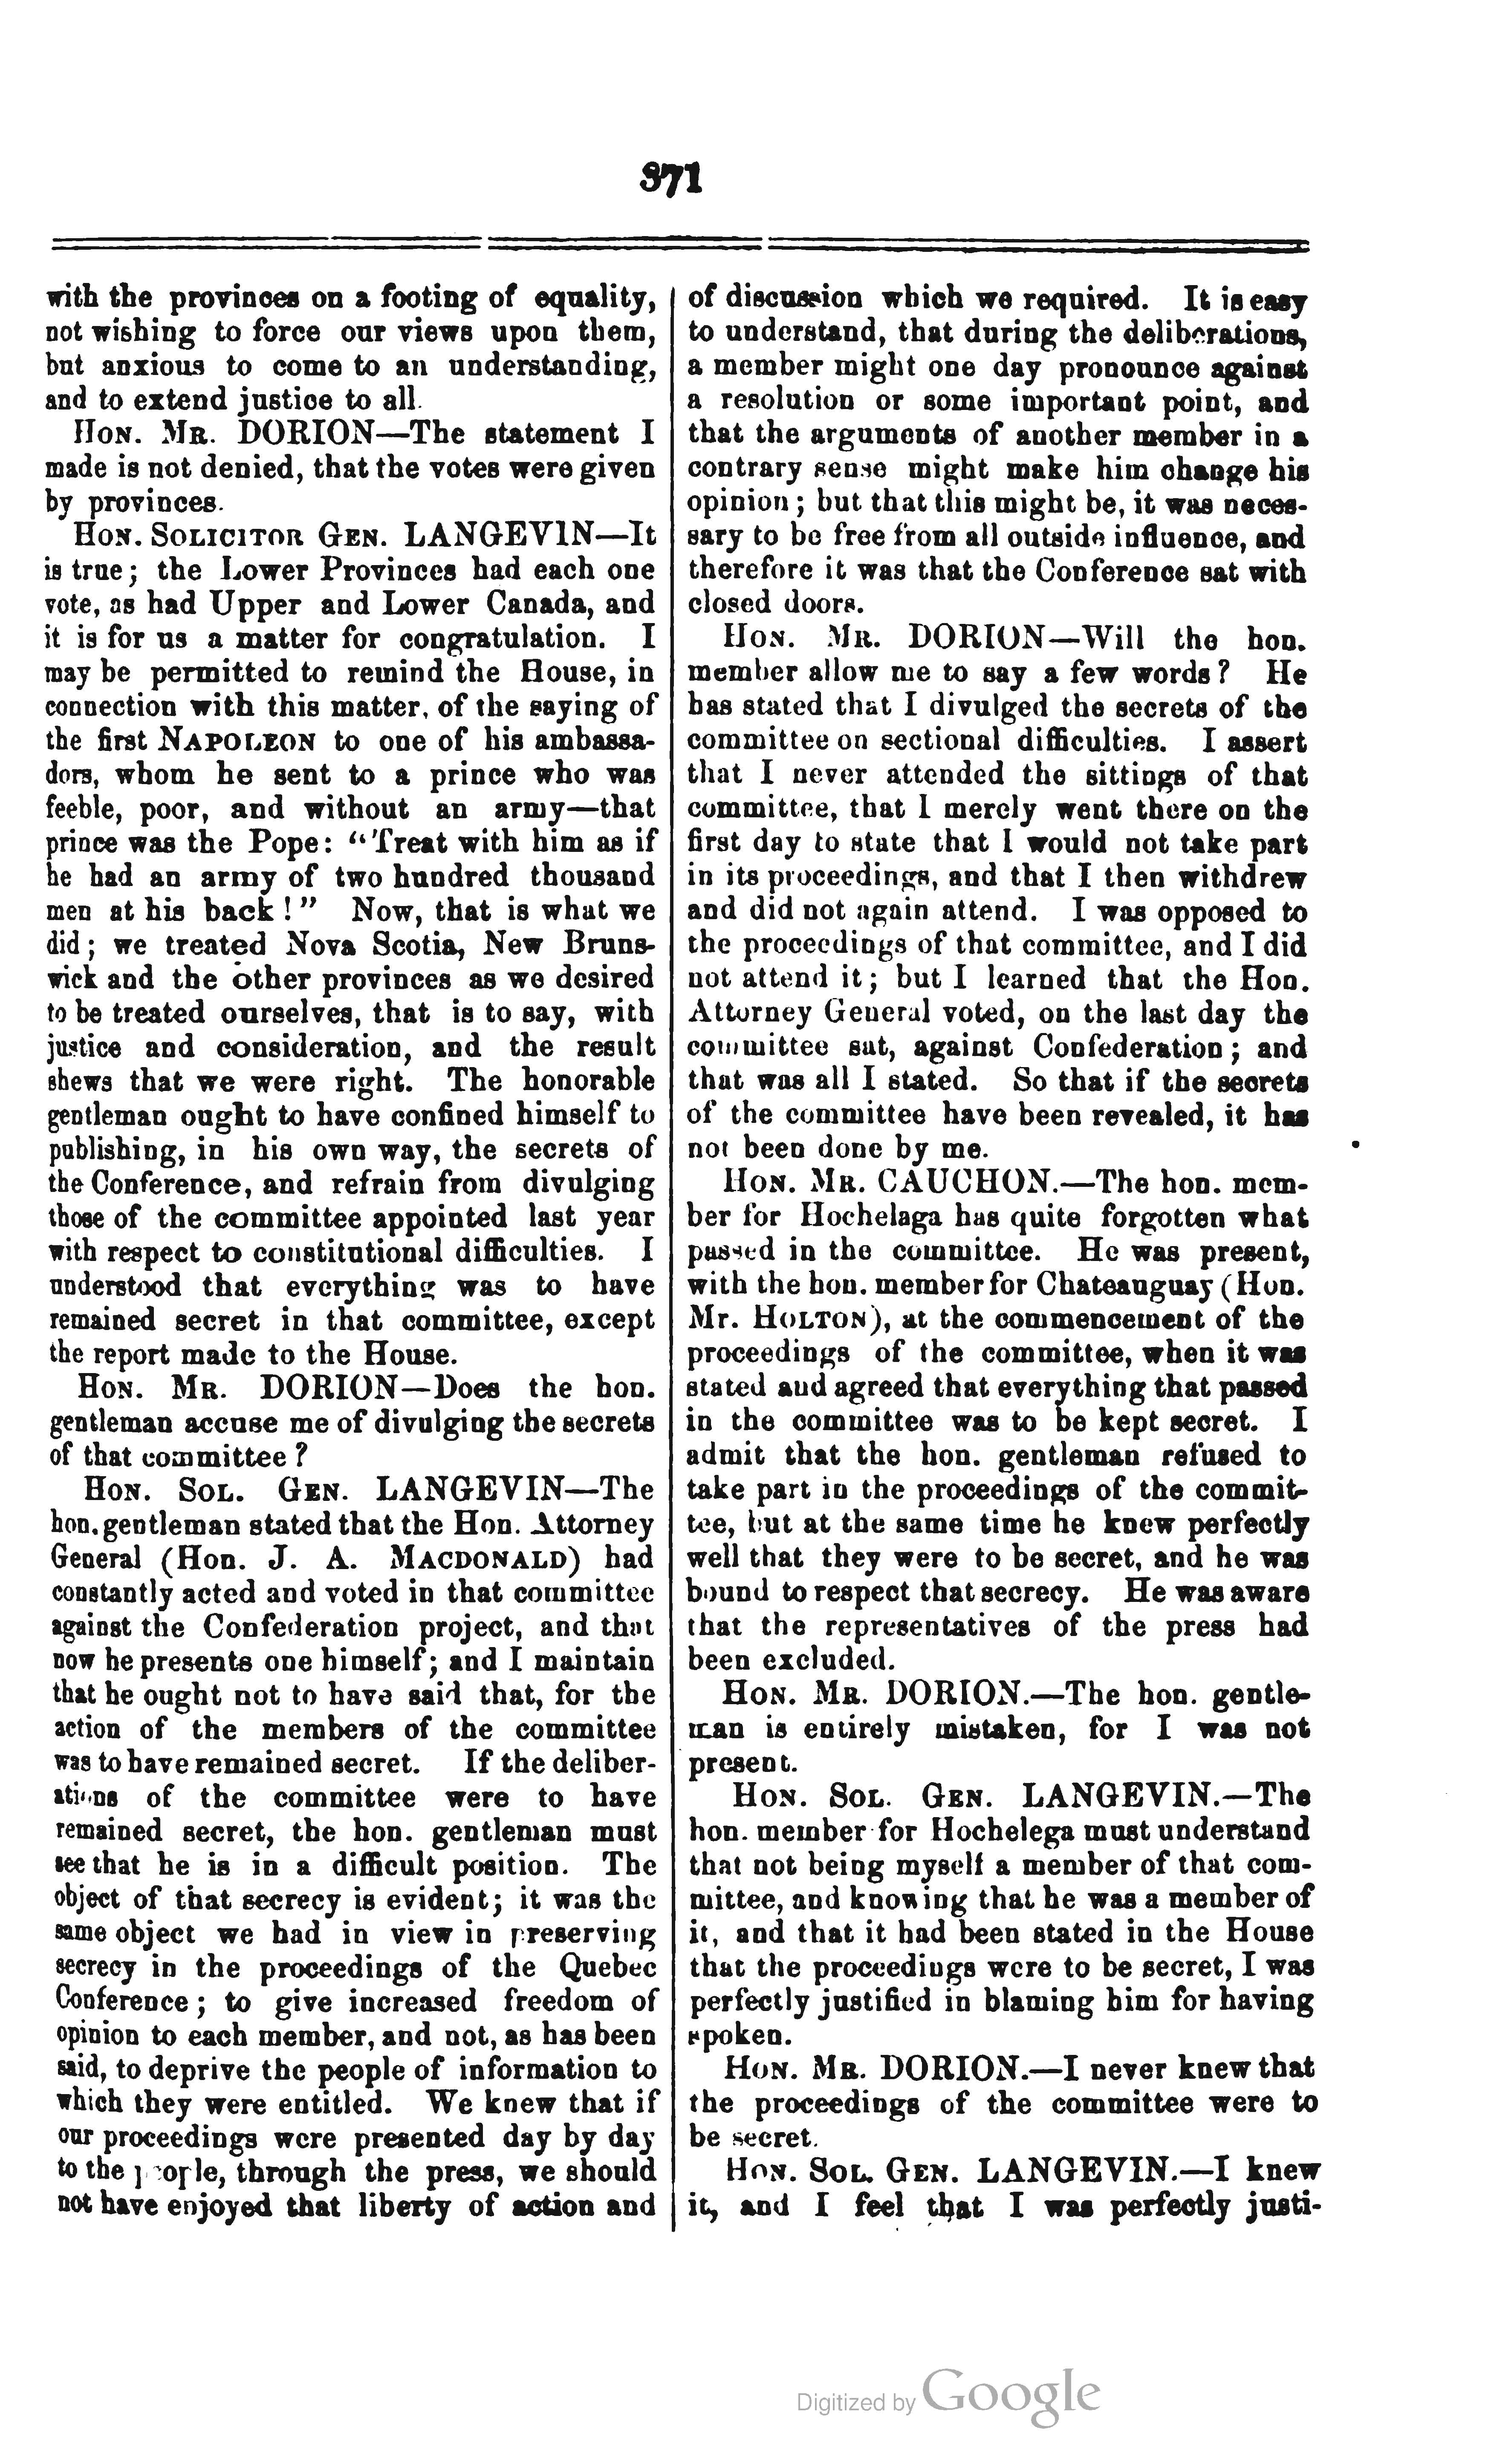 371
with the provinces on a footing of equality,
not wishing to force our views upon them,
but anxious to come to an understanding,
and to extend justice to all.
HON. MR. DORION—The statement I
made is not denied, that the votes were given
by provinces.
HON. SOLICITOR GEN. LANGEVIN—It
is true; the Lower Provinces had each one
vote, as had Upper and Lower Canada, and
it is for us a matter for congratulation. I
may be permitted to remind the House, in
connection with this matter, of the saying of
the first NAPOLEON to one of his ambassa-
dors, whom he sent to a prince who was
feeble, poor, and without an army—that
prince was the Pope: "Treat with him as if
he had an army of two hundred thousand
men at his back!" Now, that is what we
did; we treated Nova Scotia, New Bruns-
wick and the other provinces as we desired
to be treated ourselves, that is to say, with
justice and consideration, and the result
shews that we were right. The honorable
gentleman ought to have confined himself to
publishing, in his own way, the secrets of
the Conference, and refrain from divulging
those of the committee appointed last year
with respect to constitutional difficulties. I
understood that everything was to have
remained secret in that committee, except
the report made to the House.
HON. MR. DORION—Does the hon.
gentleman accuse me of divulging the secrets
of that committee?
HON. SOL. GEN. LANGEVIN—The
hon. gentleman stated that the Hon. Attorney
General (Hon. J. A. MACDONALD) had
constantly acted and voted in that committee
against the Confederation project, and that
now he presents one himself; and I maintain
that he ought not to have said that, for the
action of the members of the committee
was to have remained secret. If the deliber-
ations of the committee were to have
remained secret, the hon. gentleman must
see that he is in a difficult position. The
object of that secrecy is evident; it was the
same object we had in view in preserving
secrecy in the proceedings of the Quebec
Conference; to give increased freedom of
opinion to each member, and not, as has been
said, to deprive the people of information to
which they were entitled. We knew that if
our proceedings were presented day by day
to the people, through the press, we should
not have enjoyed that liberty of action and
of discussion which we required. It is easy
to understand, that during the deliberations,
a member might one day pronounce against
a resolution or some important point, and
that the arguments of another member in a
contrary sense might make him change his
opinion; but that this might be, it was neces-
sary to be free from all outside influence, and
therefore it was that the Conference sat with
closed doors.
HON. MR. DORION—Will the hon.
member allow me to say a few words? He
has stated that I divulged the secrets of the
committee on sectional difficulties. I assert
that I never attended the sittings of that
committee, that I merely went there on the
first day to state that I would not take part
in its proceedings, and that I then withdrew
and did not again attend. I was opposed to
the proceedings of that committee, and I did
not attend it; but I learned that the Hon.
Attorney General voted, on the last day the
committee sat, against Confederation; and
that was all I stated. So that if the secrets
of the committee have been revealed, it has
not been done by me.
HON. MR. CAUCHON.—The hon. mem-
ber for Hochelaga has quite forgotten what
passed in the committee. He was present,
with the hon. member for Chateauguay (Hon.
Mr. HOLTON), at the commencement of the
proceedings of the committee, when it was
stated and agreed that everything that passed
in the committee was to be kept secret. I
admit that the hon. gentleman refused to
take part in the proceedings of the commit-
tee, but at the same time he knew perfectly
well that they were to be secret, and he was
bound to respect that secrecy. He was aware
that the representatives of the press had
been excluded.
HON. MR. DORION.—The hon. gentle-
man is entirely mistaken, for I was not
present.
HON. SOL. GEN. LANGEVIN.—The
hon. member for Hochelega must understand
that not being myself a member of that com-
mittee, and knowing that he was a member of
it, and that it had been stated in the House
that the proceedings were to be secret, I was
perfectly justified in blaming him for having
spoken.
HON. MR. DORION.—I never knew that
the proceedings of the committee were to
be secret.
HON. SOL. GEN. LANGEVIN.—I knew
it, and I feel that I was perfectly justi-
Digitized by Google